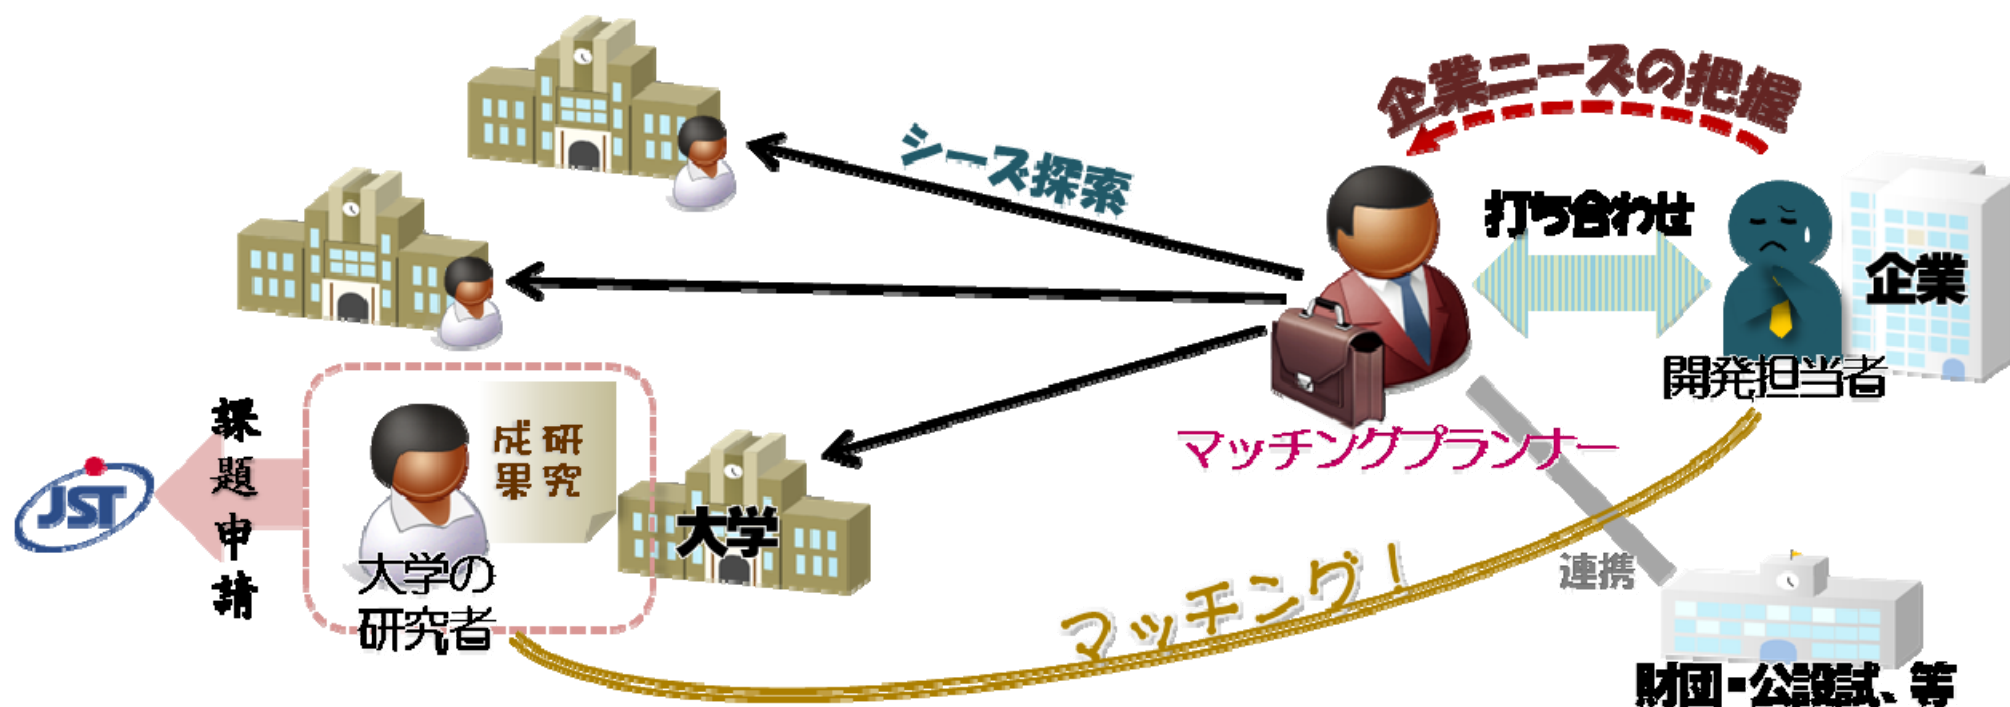 企業ニーズの把握
シーズ探索
打ち合わせ
企業
開発担当者
マッチングプランナー
課題申請
研究
成果
大学
JST
大学の
研究者
連携
マッチング！
財団・公設試、等